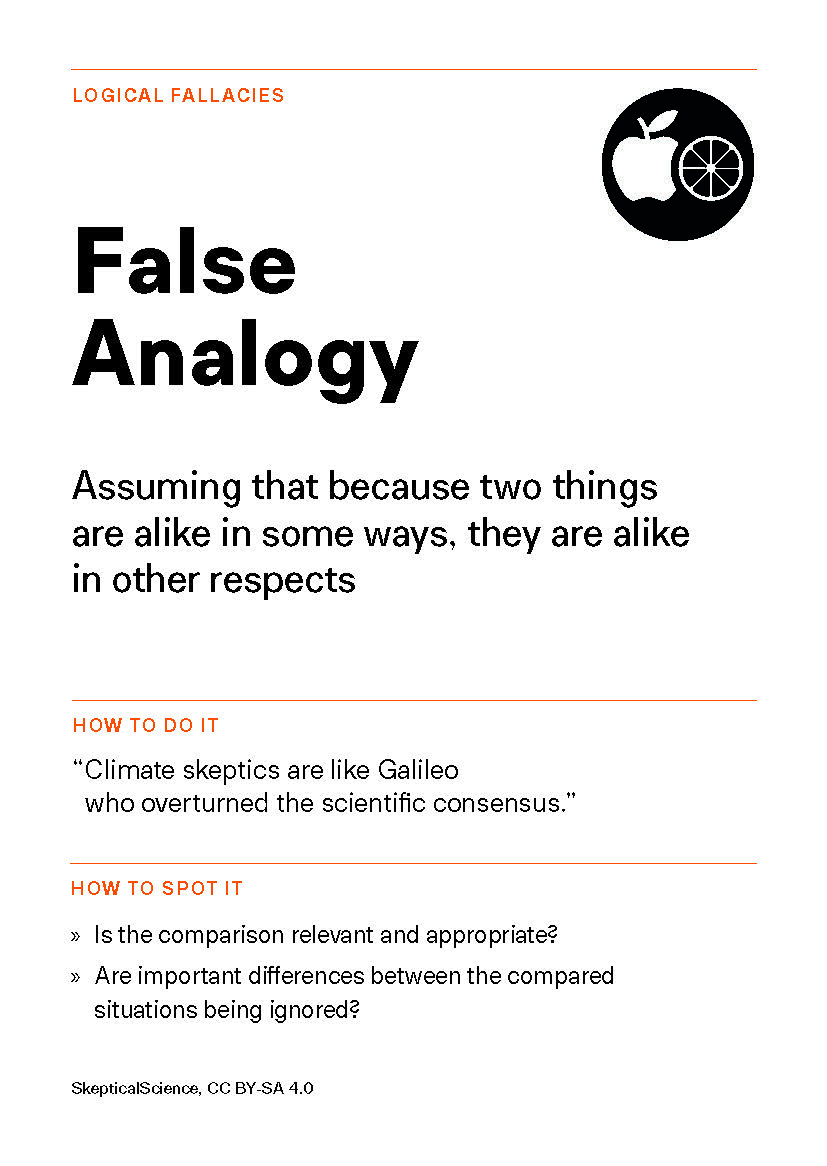 LOGICAL FALLACIES
False
Analogy
Assuming that because two things
are alike in some ways, they are alike
in other respects
HOW TO DO IT
“Climate skeptics are like Galileo
who overturned the scientific consensus.”
HOW TO SPOT IT
» Is the comparison relevant and appropriate?
» Are important differences between the compared
situations being ignored?
SkepticalScience, CC BY-SA 4.0